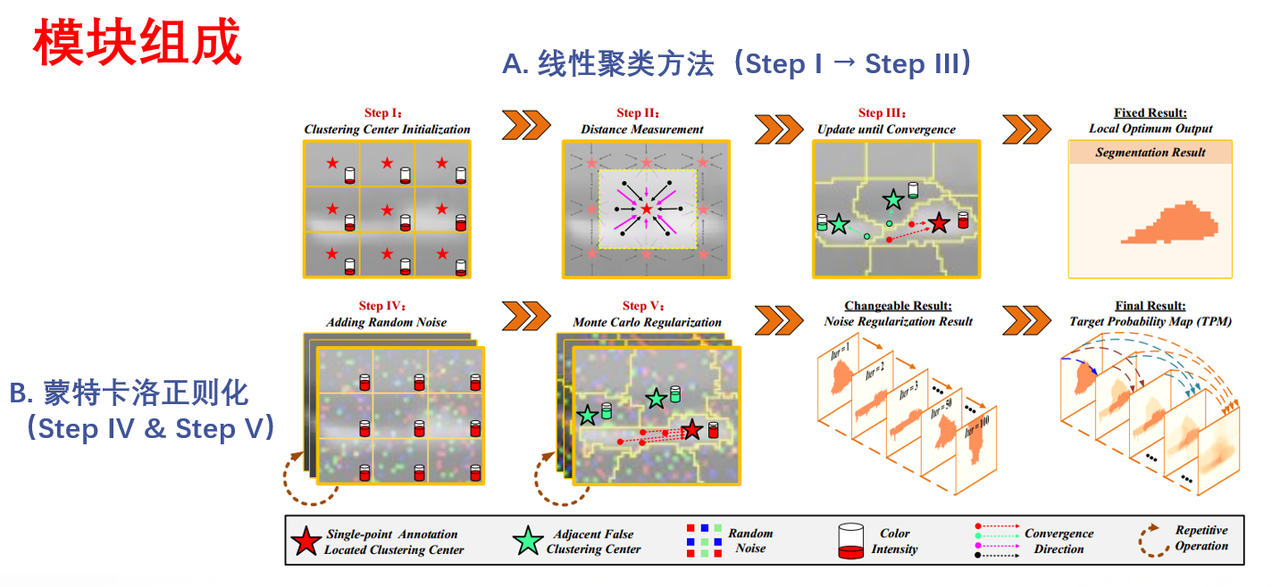 模块组成
A. 线性聚类方法（Step I → Step III）
Step I:
Clustering Center Initialization
Step II:
Distance Measurement
Step III:
Update until Convergence
Fixed Result:
Local Optimum Output
Segmentation Result
B. 蒙特卡洛正则化
（Step IV & Step V）
Step IV:
Adding Random Noise
Step V:
Monte Carlo Regularization
Changeable Result:
Noise Regularization Result
Iter = 1
Iter = 2
Iter = 3
Iter = 50
Iter = 100
Final Result:
Target Probability Map (TPM)
Single-point Annotation
Located Clustering Center
Adjacent False
Clustering Center
Random
Noise
Color
Intensity
Convergence
Direction
Repetitive
Operation